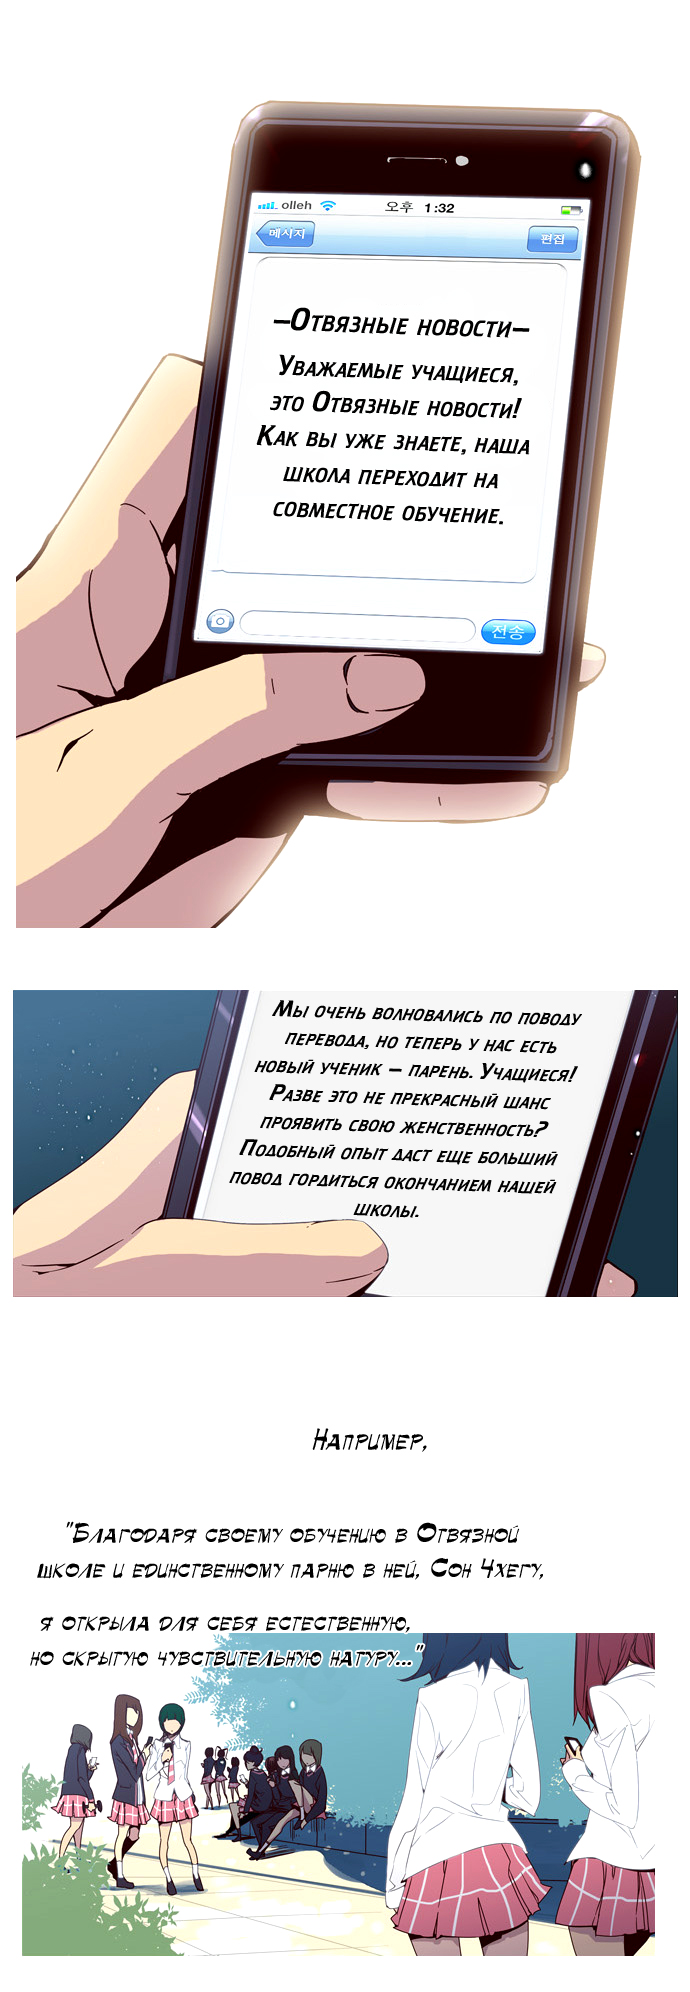 olleh 오후 1:32
메시지 편집
–Отвязные новости–
Уважаемые учащиеся,
это Отвязные новости!
Как вы уже знаете, наша
школа переходит на
совместное обучение.
전송
Мы очень волновались по поводу
перевода, но теперь у нас есть
новый ученик – парень. Учащиеся!
Разве это не прекрасный шанс
проявить свою женственность?
Подобный опыт даст еще больший
повод гордиться окончанием нашей
школы.
Например,
"Благодаря своему обучению в Отвязной
школе и единственному парню в ней, Сон Чхегу,
я открыла для себя естественную,
но скрытую чувствительную натуру..."